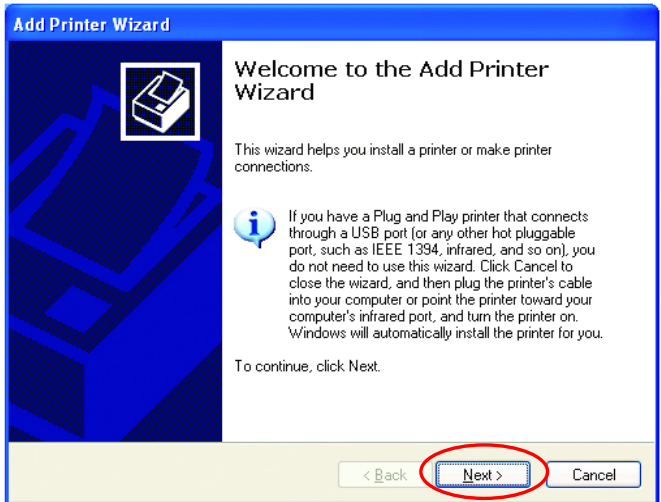 Add Printer Wizard
Welcome to the Add Printer
Wizard
This wizard helps you install a printer or make printer
connections.
If you have a Plug and Play printer that connects
through a USB port (or any other hot pluggable
port, such as IEEE 1394, infrared, and so on), you
do not need to use this wizard. Click Cancel to
close the wizard, and then plug the printer's cable
into your computer or point the printer toward your
computer's infrared port, and turn the printer on.
Windows will automatically install the printer for you.
To continue, click Next.
< Back Next > Cancel